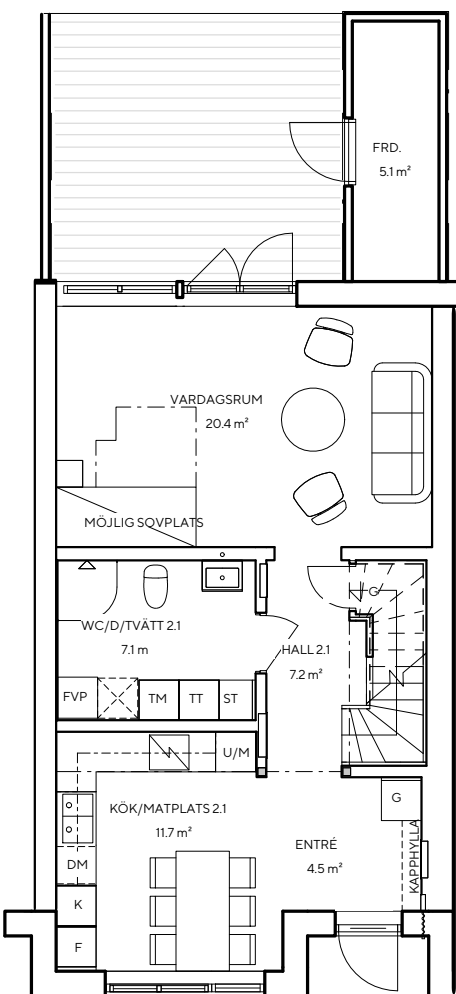 FRD.
5.1 m²
VARDAGSRUM
20.4 m²
MÖJLIG SOVPLATS
G
WC/D/TVÄTT 2.1
7.1 m
HALL 2.1
7.2 m²
FVP
TM
TT
ST
U/M
KÖK/MATPLATS 2.1
11.7 m²
G
ENTRÉ
4.5 m²
KAPPHYLLA
DM
K
F